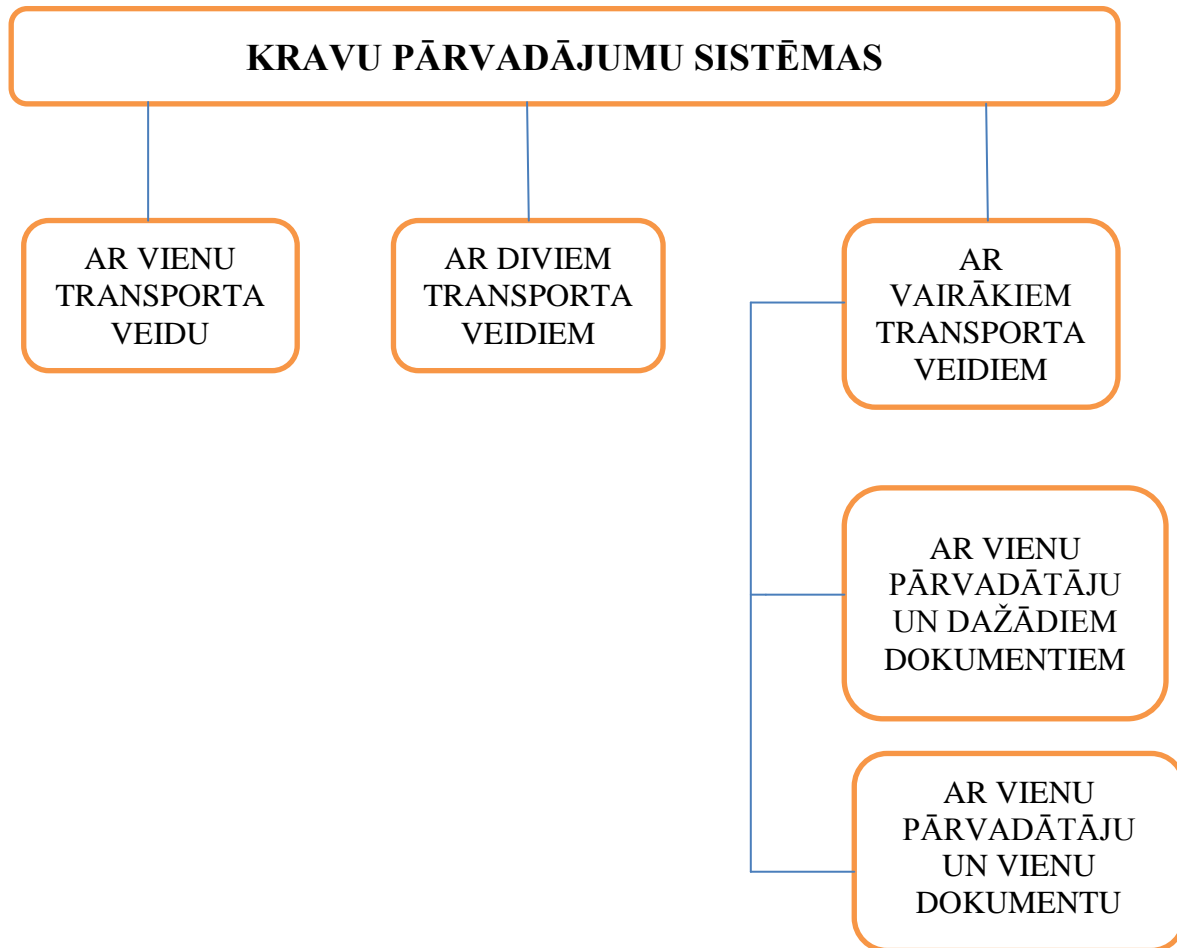 KRAVU PĀRVADĀJUMU SISTĒMAS
AR VIENU
TRANSPORTA
VEIDU
AR DIVIEM
TRANSPORTA
VEIDIEM
AR
VAIRĀKIEM
TRANSPORTA
VEIDIEM
AR VIENU
PĀRVADĀTĀJU
UN DAŽĀDIEM
DOKUMENTIEM
AR VIENU
PĀRVADĀTĀJU
UN VIENU
DOKUMENTU